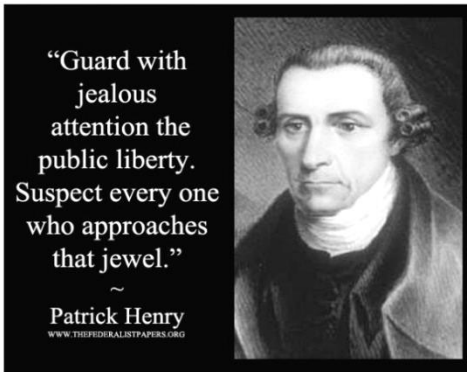 “Guard with
jealous
attention the
public liberty.
Suspect every one
who approaches
that jewel.”
~
Patrick Henry
WWW.THEFEDERALISTPAPERS.ORG